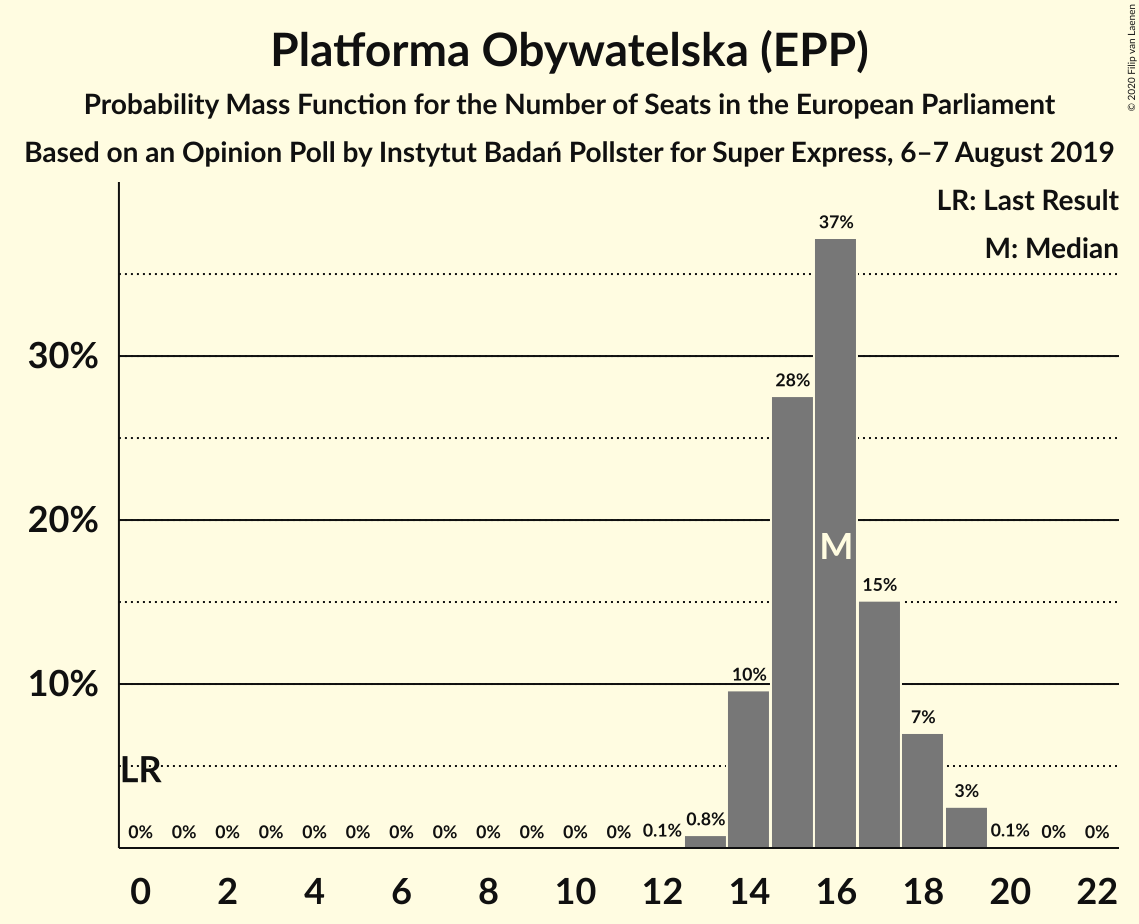 Platforma Obywatelska (EPP)
Probability Mass Function for the Number of Seats in the European Parliament
Based on an Opinion Poll by Instytut Badań Pollster for Super Express, 6–7 August 2019
© 2020 Filip van Laenen
LR: Last Result
M: Median
37%
30%
28%
20%
M
15%
10%
10%
7%
LR
3%
0% 0% 0% 0% 0% 0% 0% 0% 0% 0% 0% 0% 0.1% 0.8% 0.1% 0% 0%
0 2 4 6 8 10 12 14 16 18 20 22